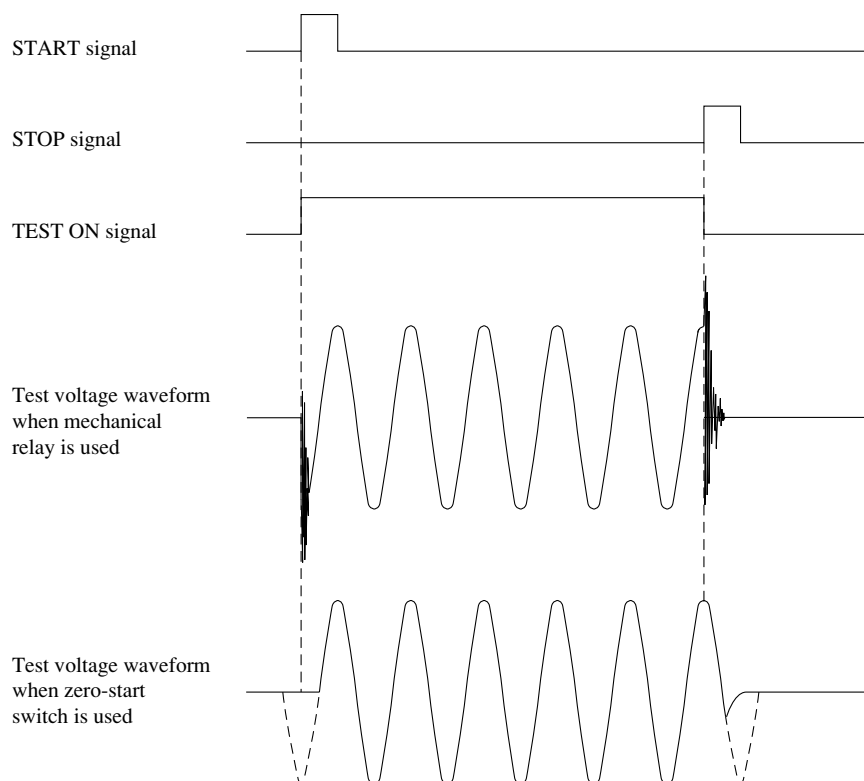 START signal
STOP signal
TEST ON signal
Test voltage waveform
when mechanical
relay is used
Test voltage waveform
when zero-start
switch is used